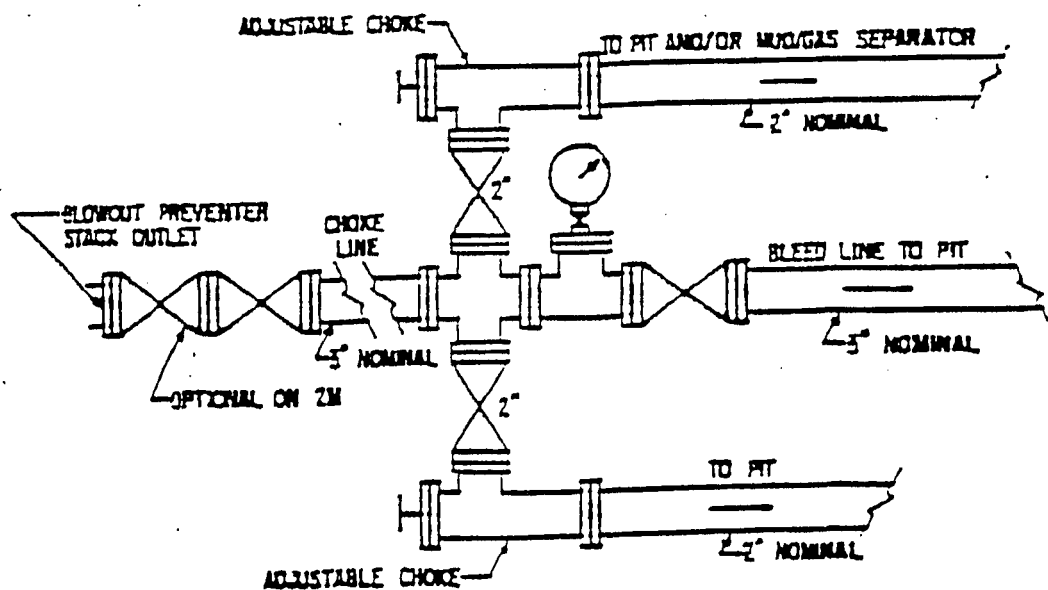 ADJUSTABLE CHOKE
TO PIT AND/OR MUD/GAS SEPARATOR
2" NOMINAL
2"
BLOWOUT PREVENTER
STACK OUTLET
CHOKE
LINE
BLEED LINE TO PIT
3" NOMINAL
3" NOMINAL
OPTIONAL ON 2M
2"
TO PIT
2" NOMINAL
ADJUSTABLE CHOKE